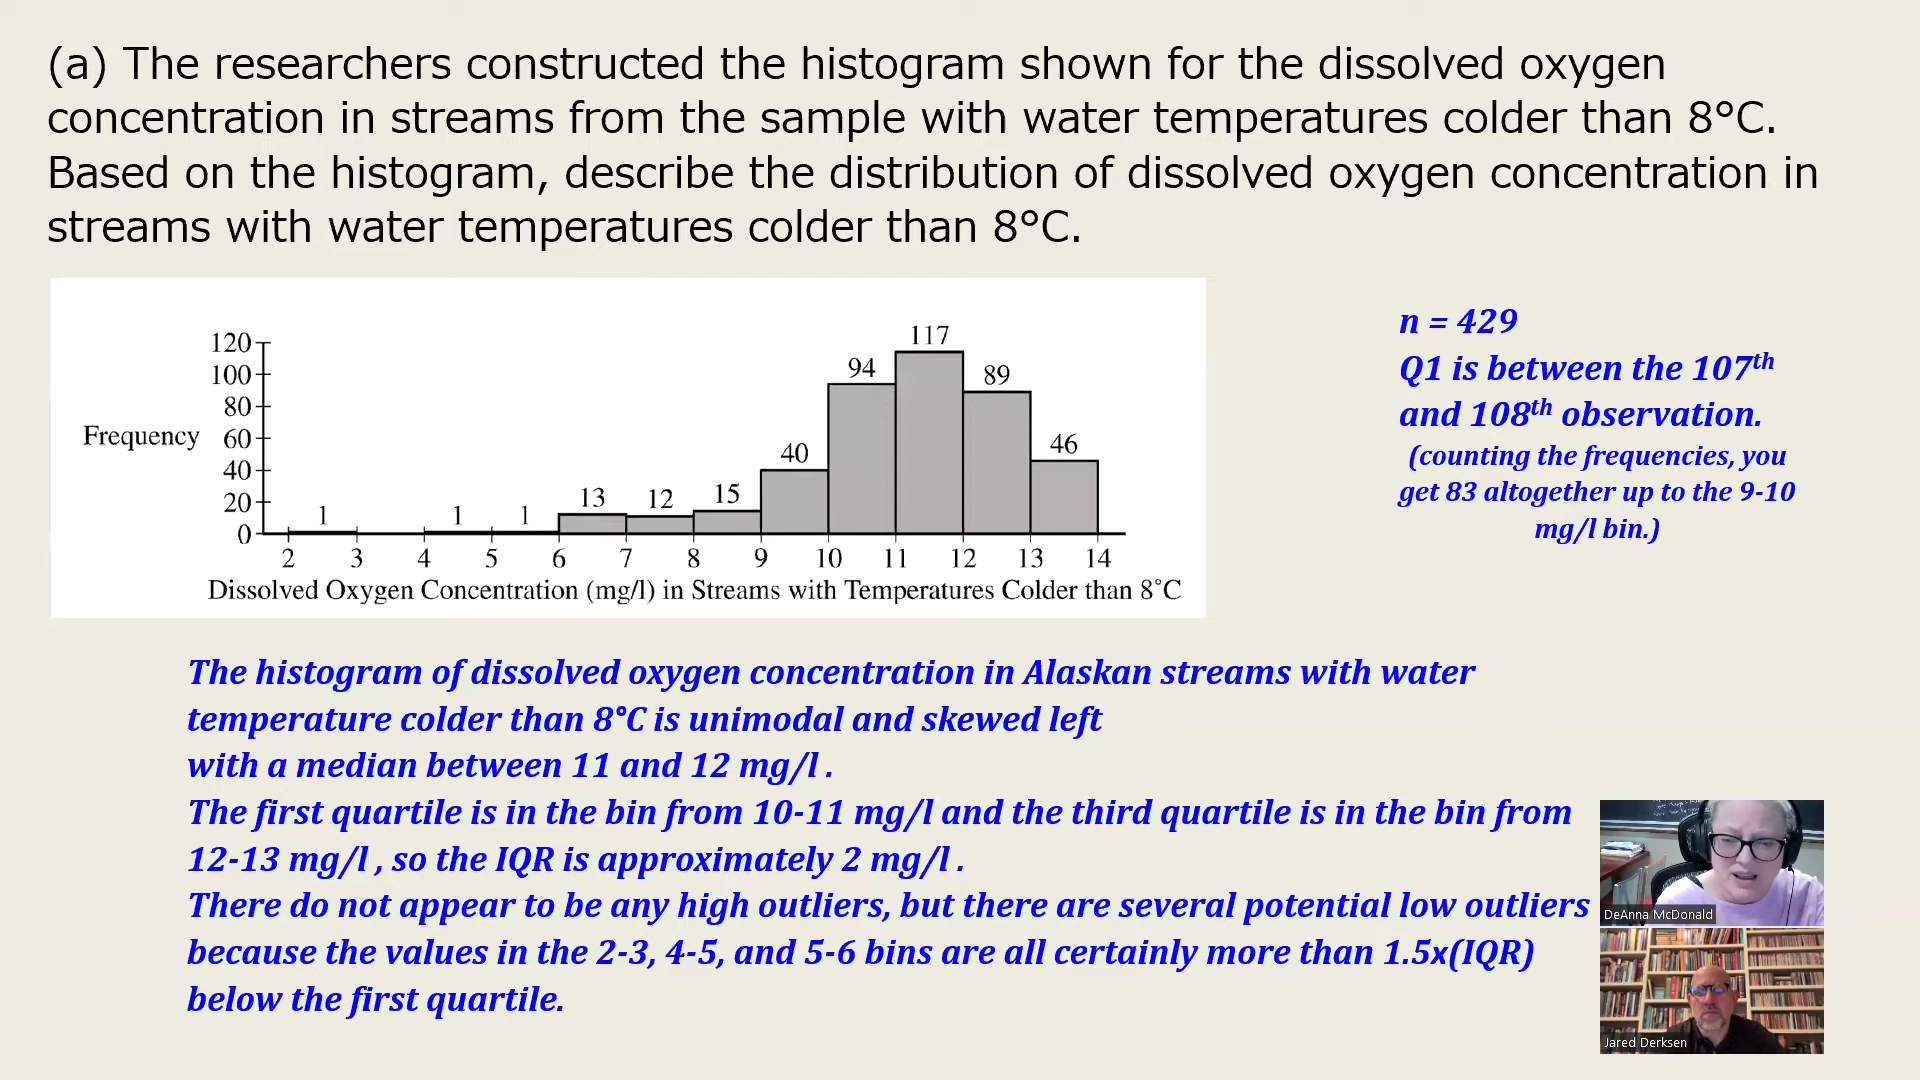 (a) The researchers constructed the histogram shown for the dissolved oxygen
concentration in streams from the sample with water temperatures colder than 8°C.
Based on the histogram, describe the distribution of dissolved oxygen concentration in
streams with water temperatures colder than 8°C.
120
100
80
60
40
20
0
Frequency
1
1
1
13
12
15
40
94
117
89
46
2 3 4 5 6 7 8 9 10 11 12 13 14
Dissolved Oxygen Concentration (mg/l) in Streams with Temperatures Colder than 8°C
n = 429
Q1 is between the 107th
and 108th observation.
(counting the frequencies, you
get 83 altogether up to the 9-10
mg/l bin.)
The histogram of dissolved oxygen concentration in Alaskan streams with water
temperature colder than 8°C is unimodal and skewed left
with a median between 11 and 12 mg/l .
The first quartile is in the bin from 10-11 mg/l and the third quartile is in the bin from
12-13 mg/l , so the IQR is approximately 2 mg/l .
There do not appear to be any high outliers, but there are several potential low outliers
because the values in the 2-3, 4-5, and 5-6 bins are all certainly more than 1.5x(IQR)
below the first quartile.
DeAnna McDonald
Jared Derksen